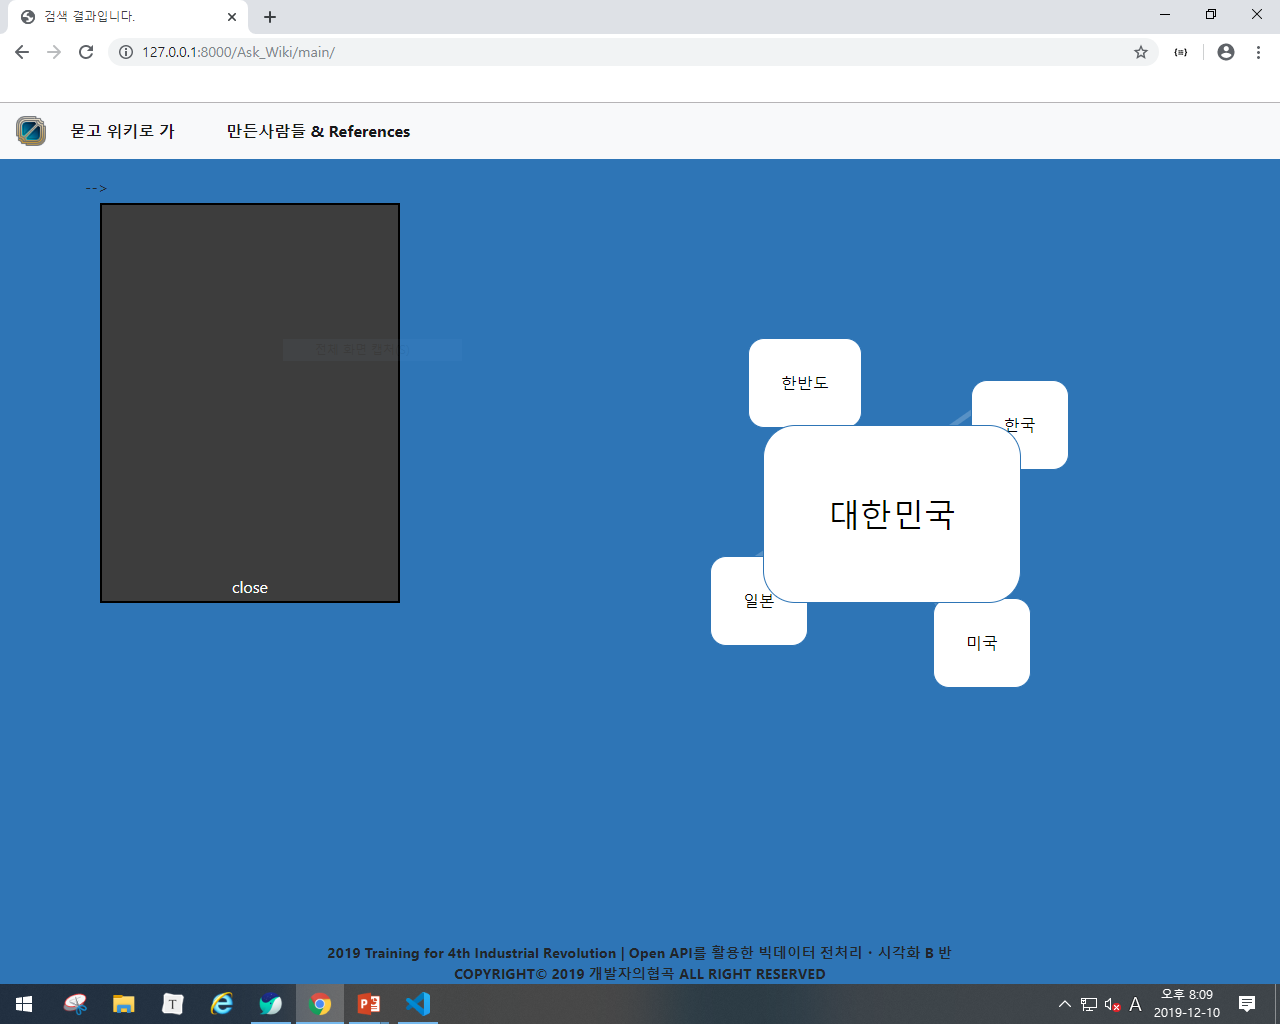 검색 결과입니다.
127.0.0.1:8000/Ask_Wiki/main/
묻고 위키로 가
만든사람들 & References
-->
한반도
한국
대한민국
close
일본
미국
2019 Training for 4th Industrial Revolution | Open API를 활용한 빅데이터 전처리 · 시각화 B 반
COPYRIGHT© 2019 개발자의협곡 ALL RIGHT RESERVED
T
A
오후 8:09
2019-12-10